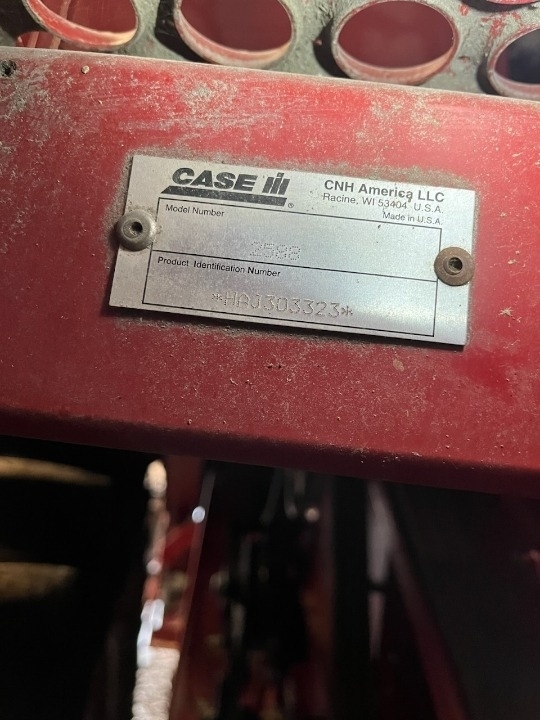 CASE IH
CNH America LLC
Racine, WI 53404 U.S.A.
Made in U.S.A.
Model Number
2588
Product Identification Number
*HAJ303323*